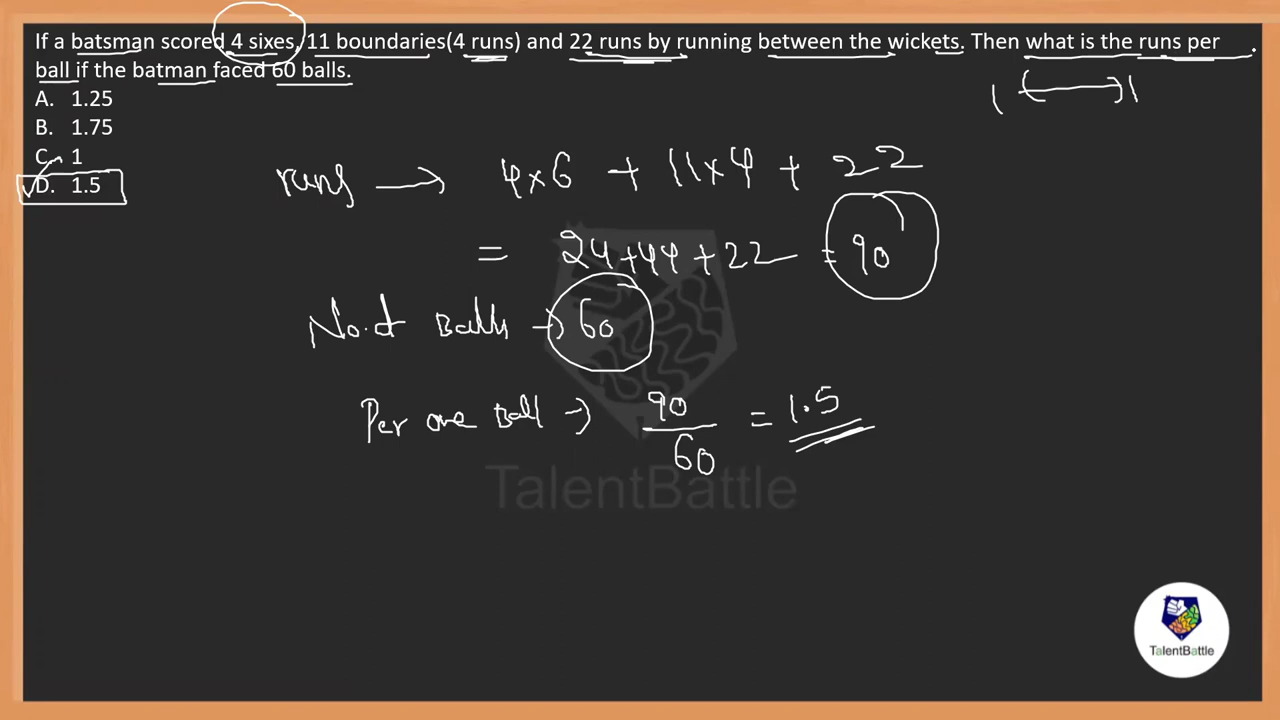 If a batsman scored 4 sixes, 11 boundaries(4 runs) and 22 runs by running between the wickets. Then what is the runs per
ball if the batman faced 60 balls.
A. 1.25
B. 1.75
C. 1
D. 1.5
runs → 4×6 + 11×4 + 22
= 24+44+22 = 90
No.of Balls → 60
Per one Ball → 90/60 = 1.5
TalentBattle
TalentBattle